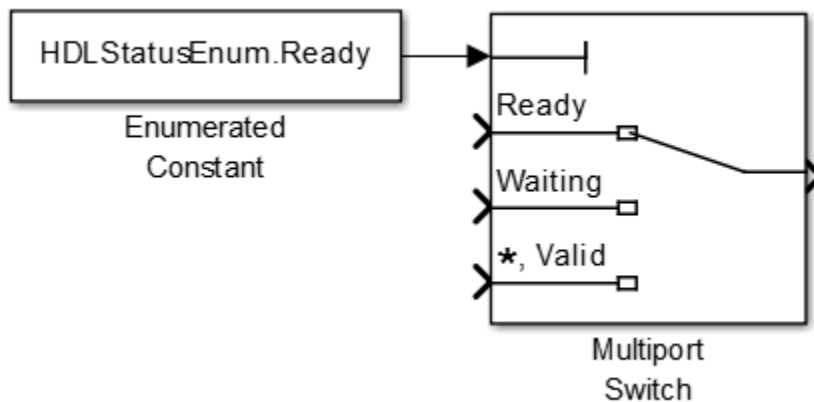 HDLStatusEnum.Ready
Enumerated
Constant
Ready
Waiting
*, Valid
Multiport
Switch